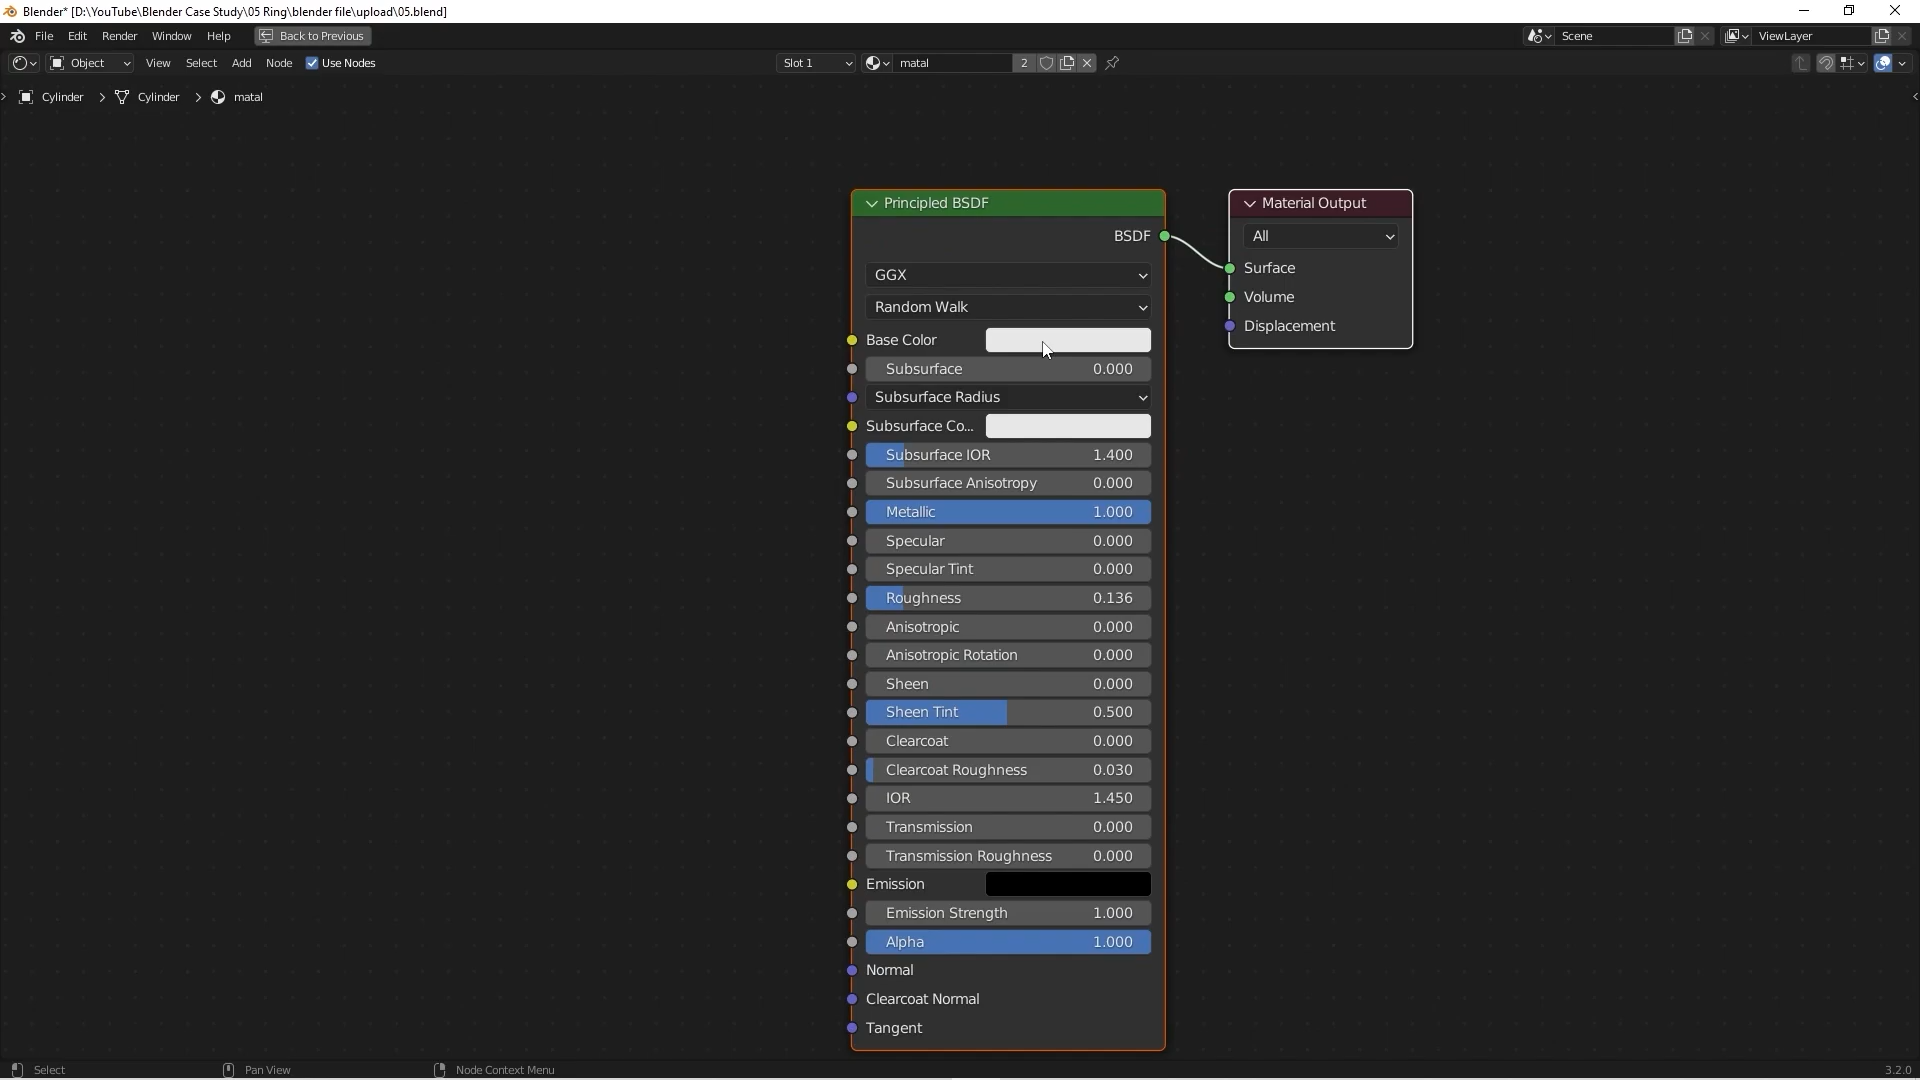 Blender* [D:\YouTube\Blender Case Study\05 Ring\blender file\upload\05.blend]
File Edit Render Window Help Back to Previous Scene ViewLayer
Object View Select Add Node Use Nodes Slot 1 matal 2
Cylinder Cylinder matal
Principled BSDF
BSDF
GGX
Random Walk
Base Color
Subsurface 0.000
Subsurface Radius
Subsurface Co...
Subsurface IOR 1.400
Subsurface Anisotropy 0.000
Metallic 1.000
Specular 0.000
Specular Tint 0.000
Roughness 0.136
Anisotropic 0.000
Anisotropic Rotation 0.000
Sheen 0.000
Sheen Tint 0.500
Clearcoat 0.000
Clearcoat Roughness 0.030
IOR 1.450
Transmission 0.000
Transmission Roughness 0.000
Emission
Emission Strength 1.000
Alpha 1.000
Normal
Clearcoat Normal
Tangent
Material Output
All
Surface
Volume
Displacement
Select Pan View Node Context Menu 3.2.0